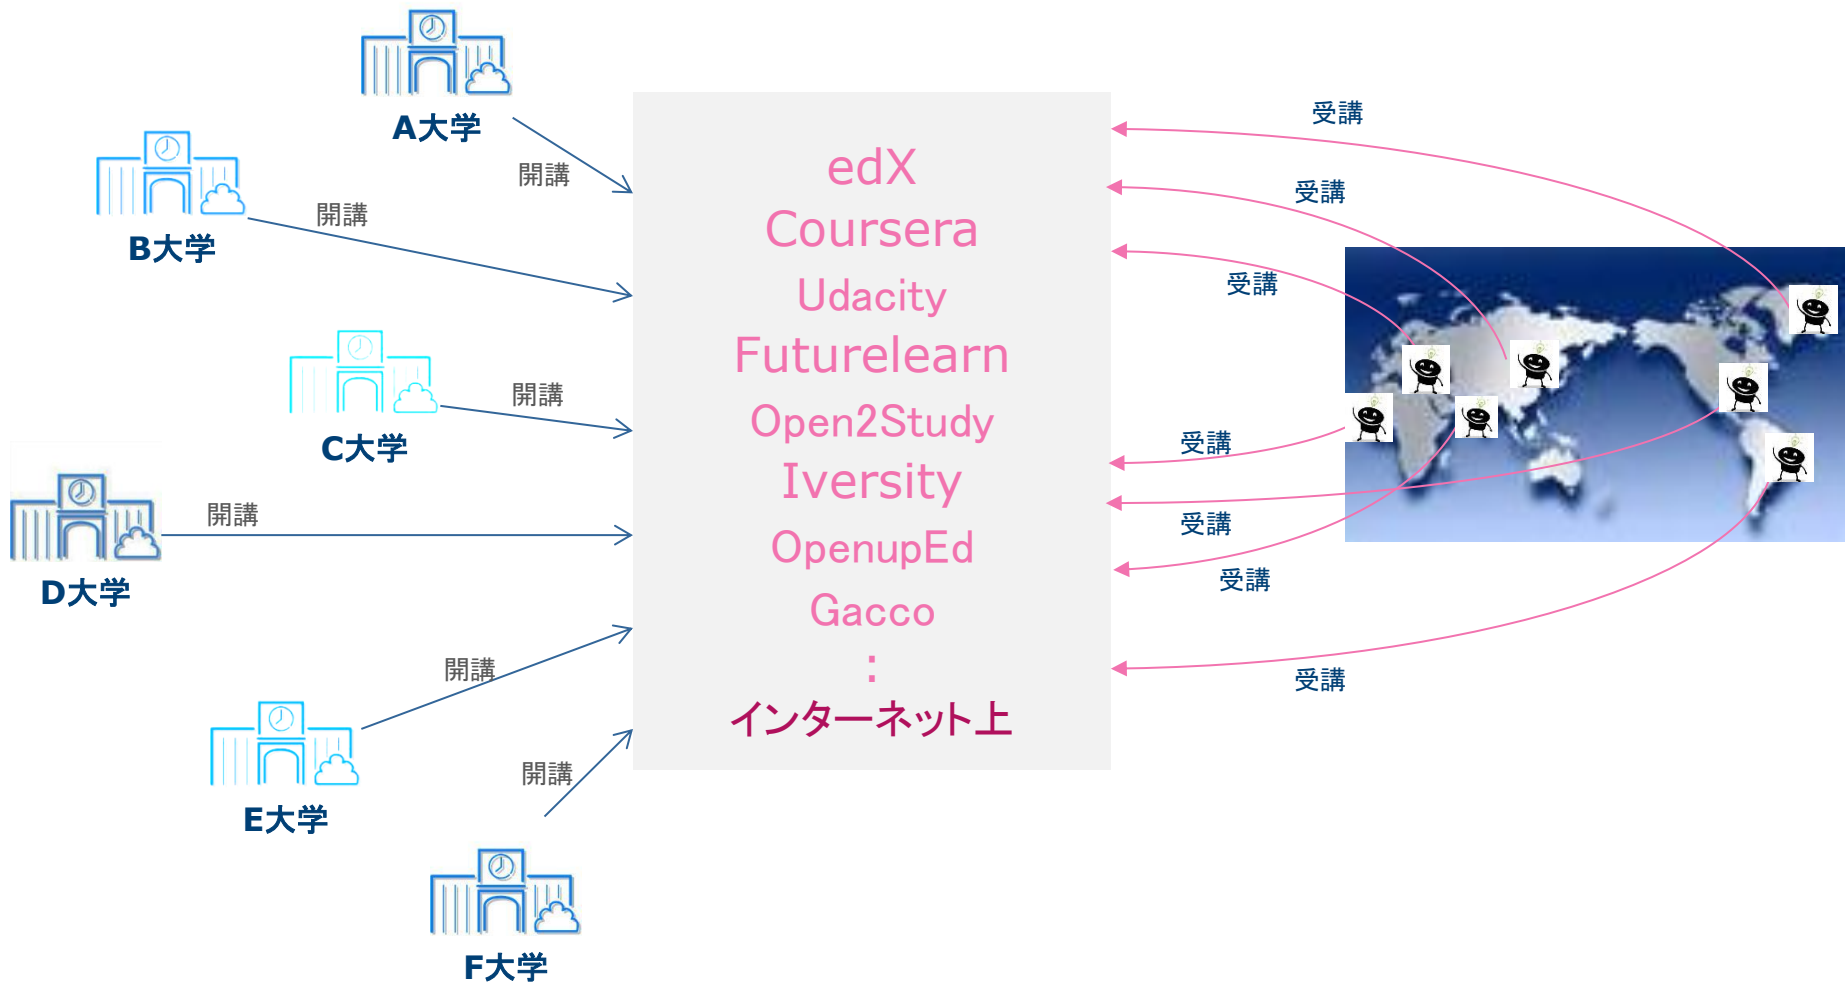 A大学
開講
B大学
開講
C大学
開講
D大学
開講
E大学
開講
F大学
開講
edX
Coursera
Udacity
Futurelearn
Open2Study
Iversity
OpenupEd
Gacco
:
インターネット上
受講
受講
受講
受講
受講
受講
受講